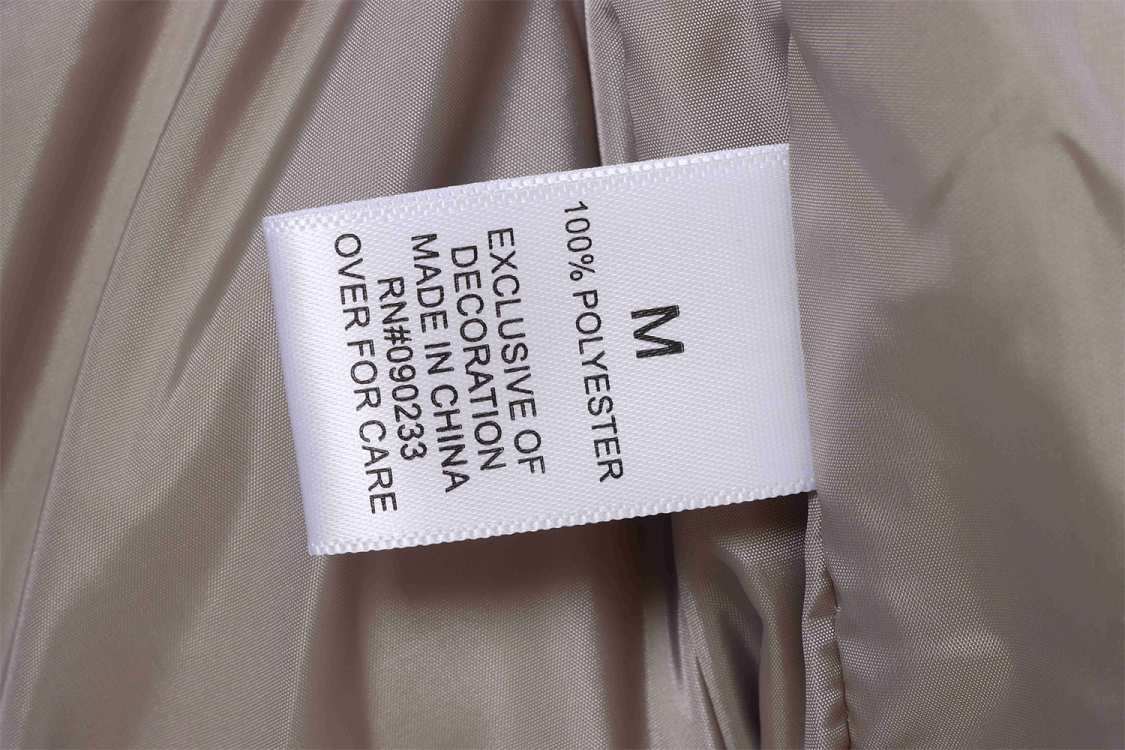 M
100% POLYESTER
EXCLUSIVE OF
DECORATION
MADE IN CHINA
RN#090233
OVER FOR CARE